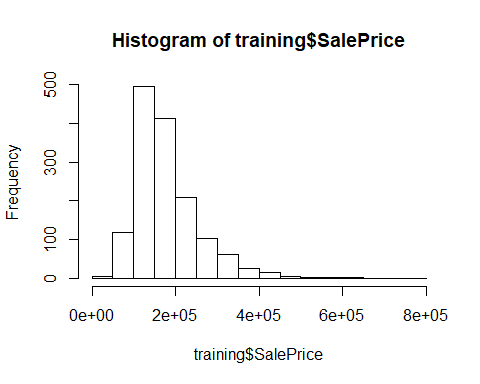 Histogram of training$SalePrice
Frequency
500
300
100
0
0e+00 2e+05 4e+05 6e+05 8e+05
training$SalePrice